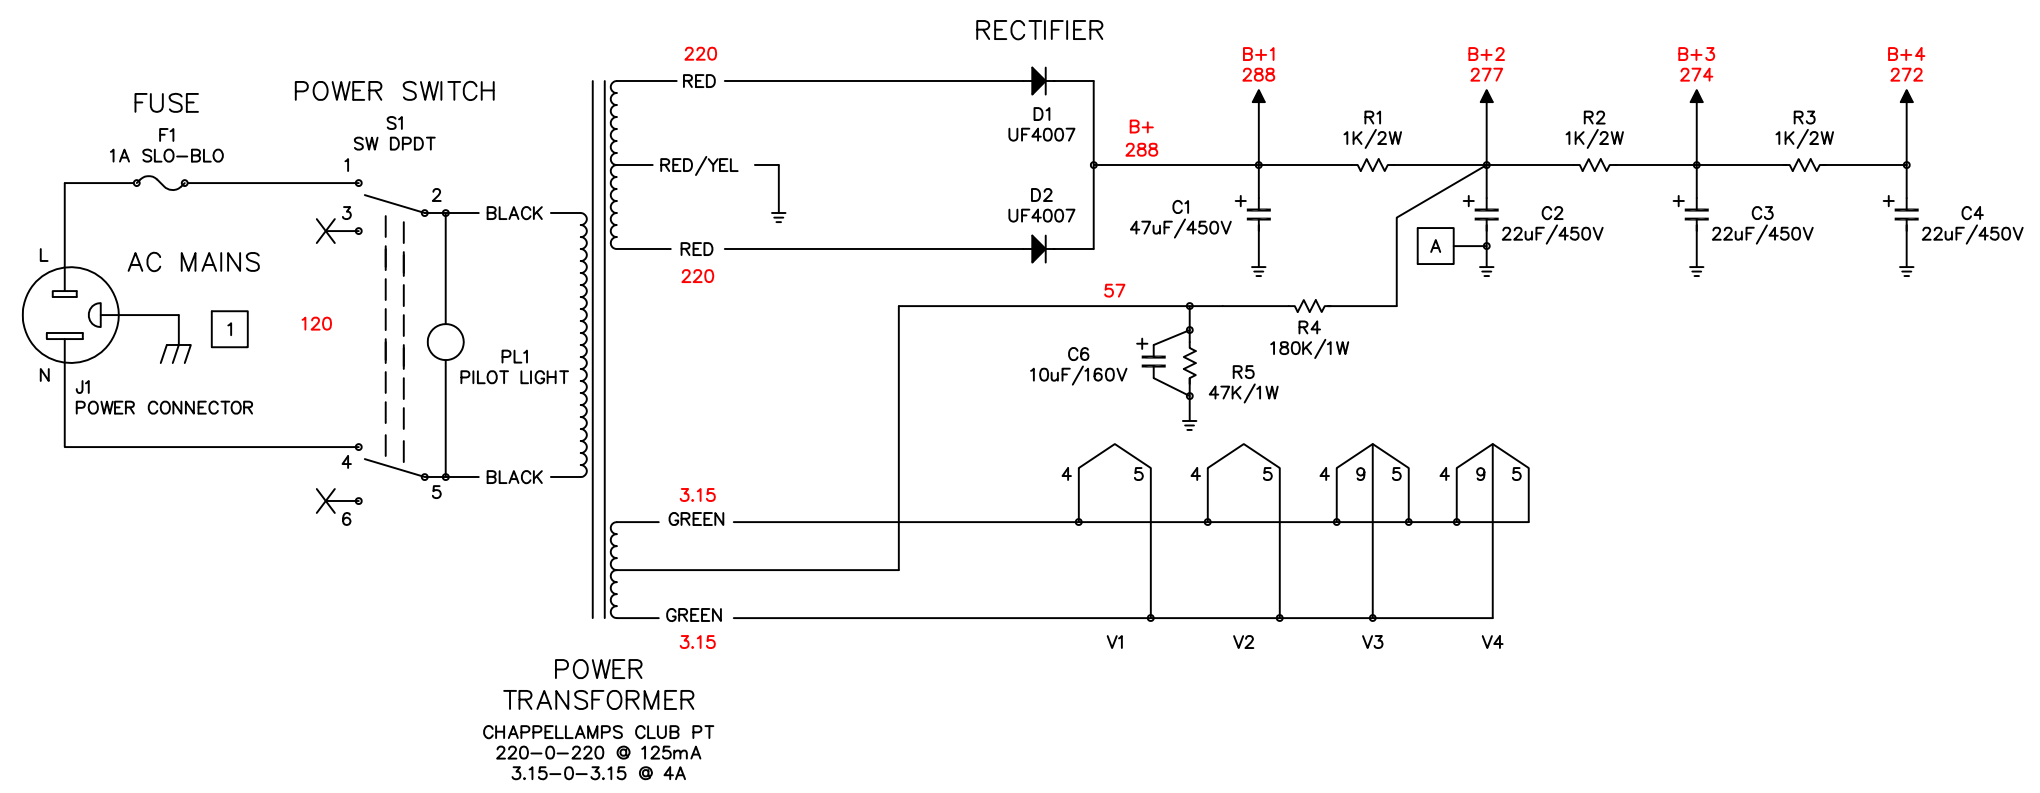 RECTIFIER
220
RED
D1
UF4007
B+
288
B+1
288
B+2
277
B+3
274
B+4
272
R1
1K/2W
R2
1K/2W
R3
1K/2W
POWER SWITCH
S1
SW DPDT
FUSE
F1
1A SLO-BLO
1
2
3
BLACK
RED/YEL
D2
UF4007
RED
220
C1
47uF/450V
C2
22uF/450V
C3
22uF/450V
C4
22uF/450V
+
+
+
+
A
L
AC MAINS
1
120
N
J1
POWER CONNECTOR
PL1
PILOT LIGHT
57
R4
180K/1W
+
C6
10uF/160V
R5
47K/1W
4
5
6
BLACK
3.15
GREEN
4
5
4
5
4
9
5
4
9
5
GREEN
3.15
V1
V2
V3
V4
POWER
TRANSFORMER
CHAPPELLAMPS CLUB PT
220-0-220 @ 125mA
3.15-0-3.15 @ 4A